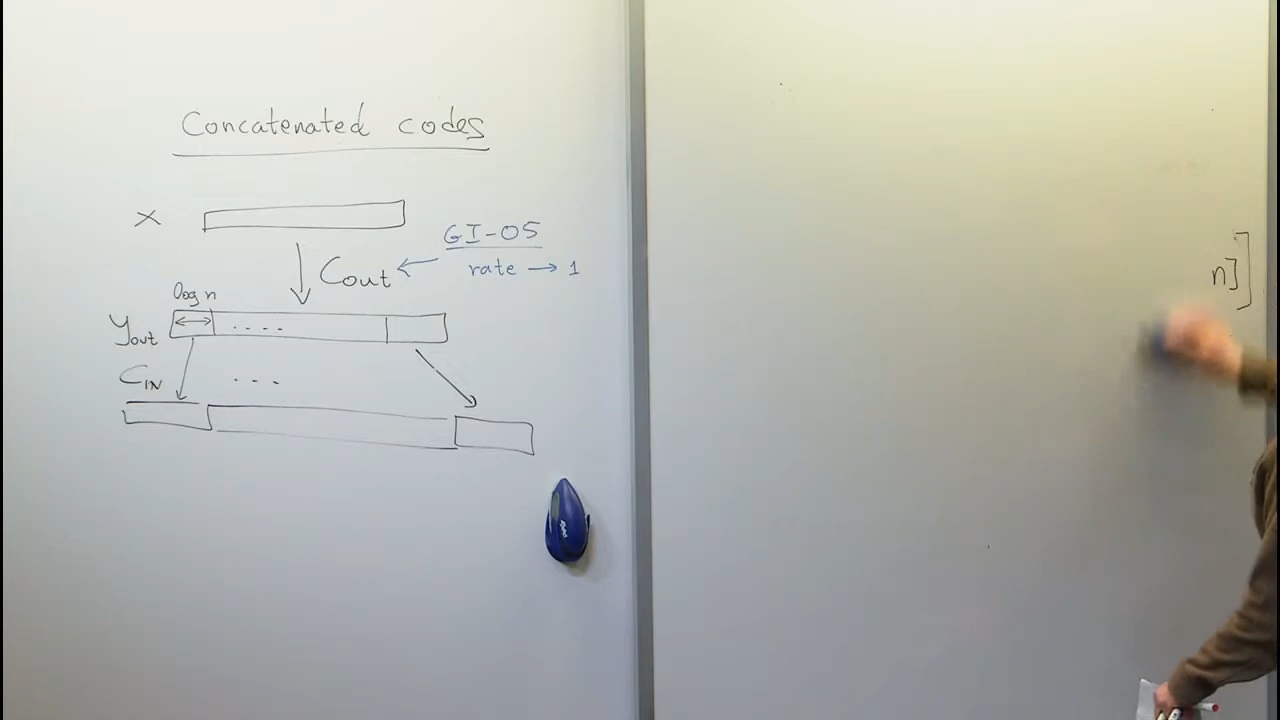 Concatenated codes
x
GI-05
Cout
rate → 1
log n
Yout
. . . .
CIN
. . .
n]